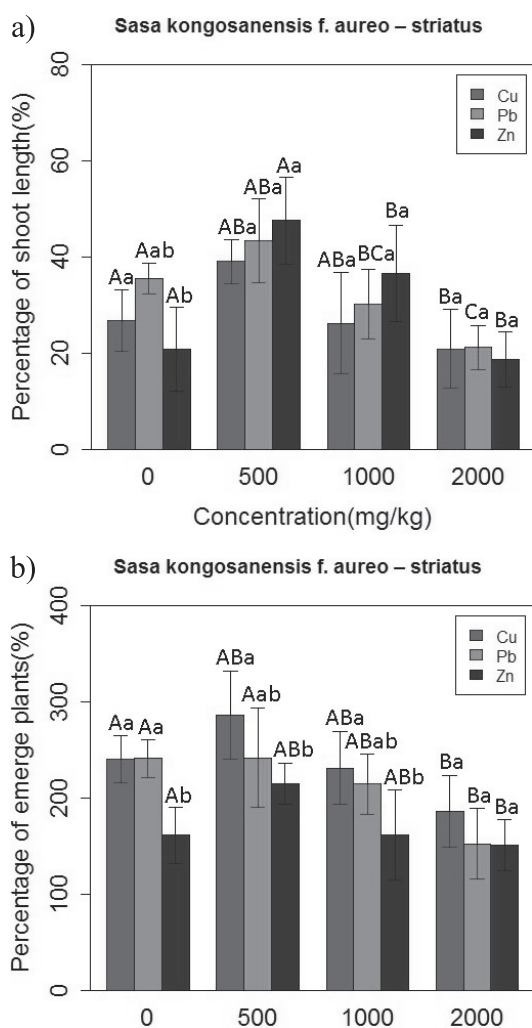 a)
Sasa kongosanensis f. aureo – striatus
Percentage of shoot length(%)
80
60
40
20
0
Cu
Pb
Zn
Aa Aab Ab
ABa ABa Aa
ABa BCa Ba
Ba Ca Ba
0 500 1000 2000
Concentration(mg/kg)
b)
Sasa kongosanensis f. aureo – striatus
Percentage of emerge plants(%)
400
300
200
100
0
Cu
Pb
Zn
Aa Aa Ab
ABa Aab ABb
ABa ABab ABb
Ba Ba Ba
0 500 1000 2000